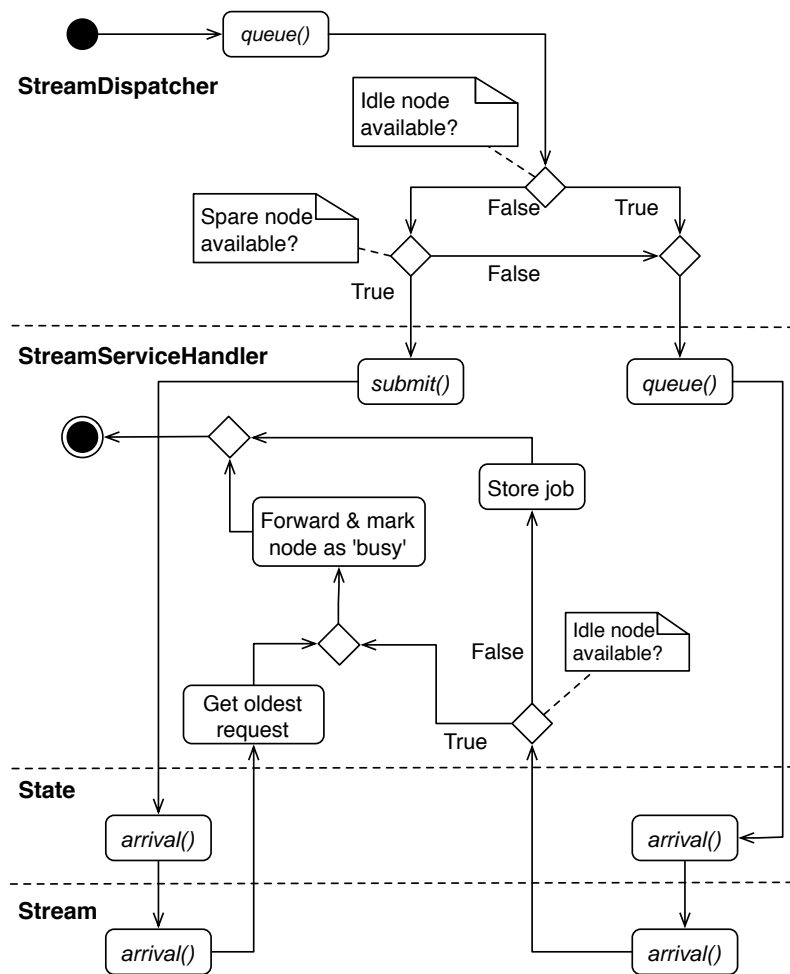 queue()
StreamDispatcher
Idle node
available?
False
True
Spare node
available?
False
True
StreamServiceHandler
submit()
queue()
Store job
Forward & mark
node as 'busy'
Idle node
available?
False
Get oldest
request
True
State
arrival()
arrival()
Stream
arrival()
arrival()